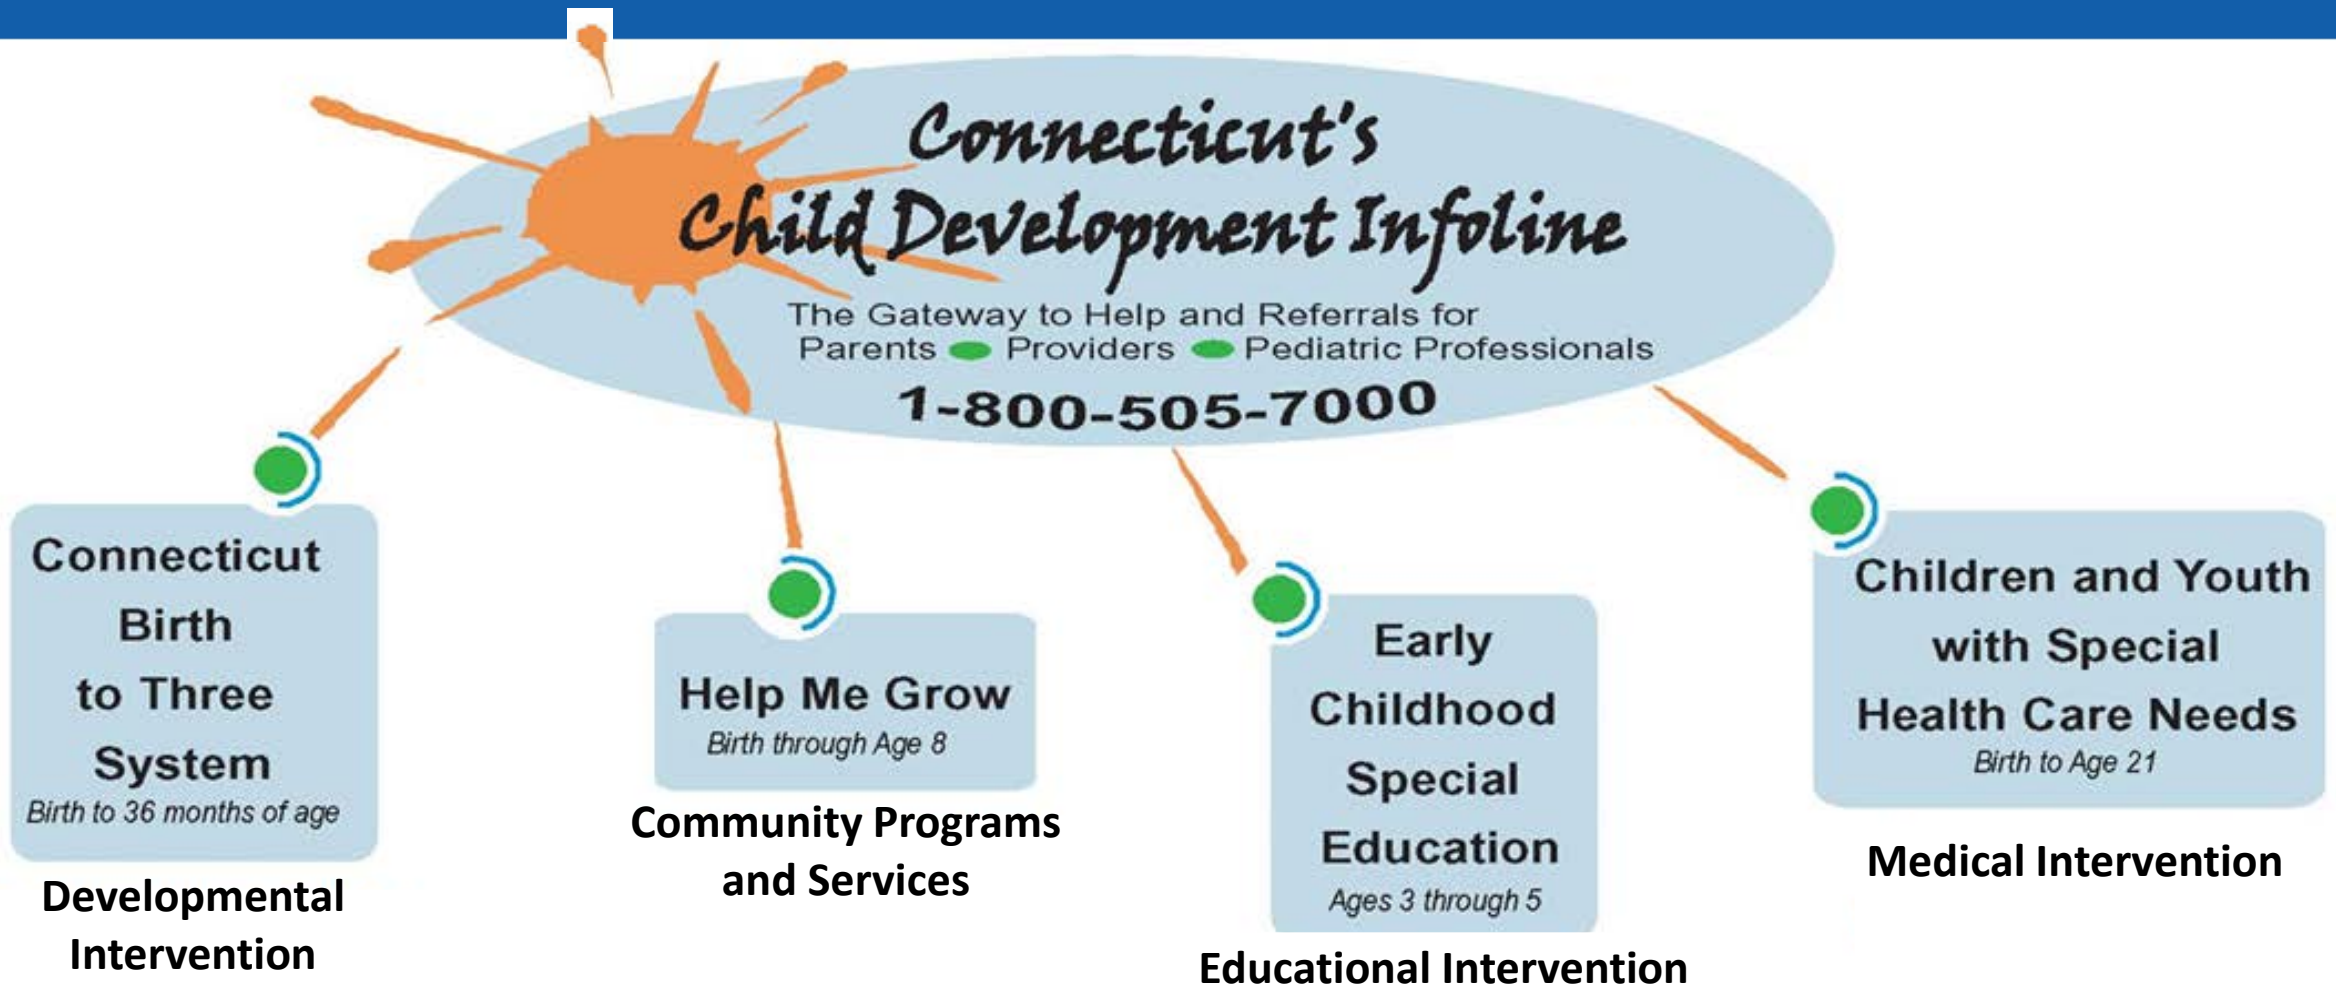 Connecticut's
Child Development Infoline
The Gateway to Help and Referrals for
Parents Providers Pediatric Professionals
1-800-505-7000
Connecticut
Birth
to Three
System
Birth to 36 months of age
Developmental
Intervention
Help Me Grow
Birth through Age 8
Community Programs
and Services
Early
Childhood
Special
Education
Ages 3 through 5
Educational Intervention
Children and Youth
with Special
Health Care Needs
Birth to Age 21
Medical Intervention